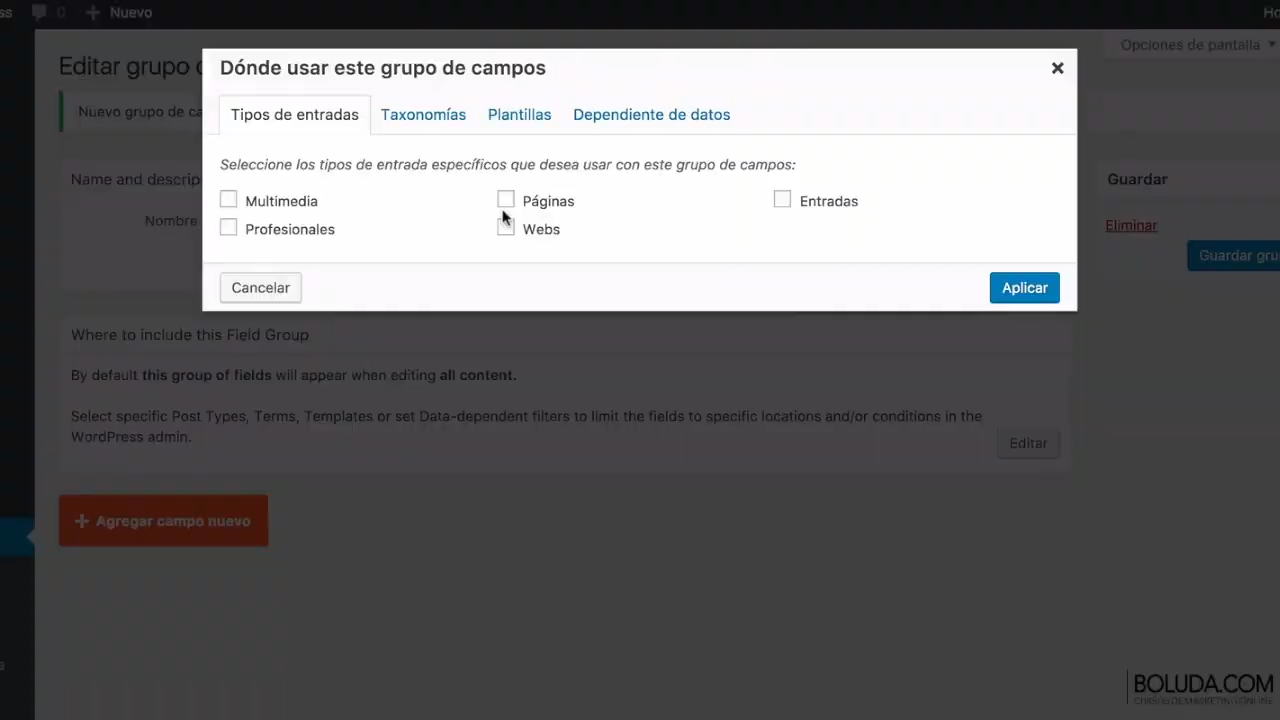 ss 0 + Nuevo Ho
Opciones de pantalla
Editar grupo
Dónde usar este grupo de campos
Nuevo grupo de ca
Tipos de entradas Taxonomías Plantillas Dependiente de datos
Seleccione los tipos de entrada específicos que desea usar con este grupo de campos:
Name and descrip
Guardar
Multimedia Páginas Entradas
Nombre
Eliminar
Profesionales Webs
Guardar gru
Cancelar Aplicar
Where to include this Field Group
By default this group of fields will appear when editing all content.
Select specific Post Types, Terms, Templates or set Data-dependent filters to limit the fields to specific locations and/or conditions in the
WordPress admin.
Editar
+ Agregar campo nuevo
BOLUDA.COM
CURSOS DE MARKETING ONLINE